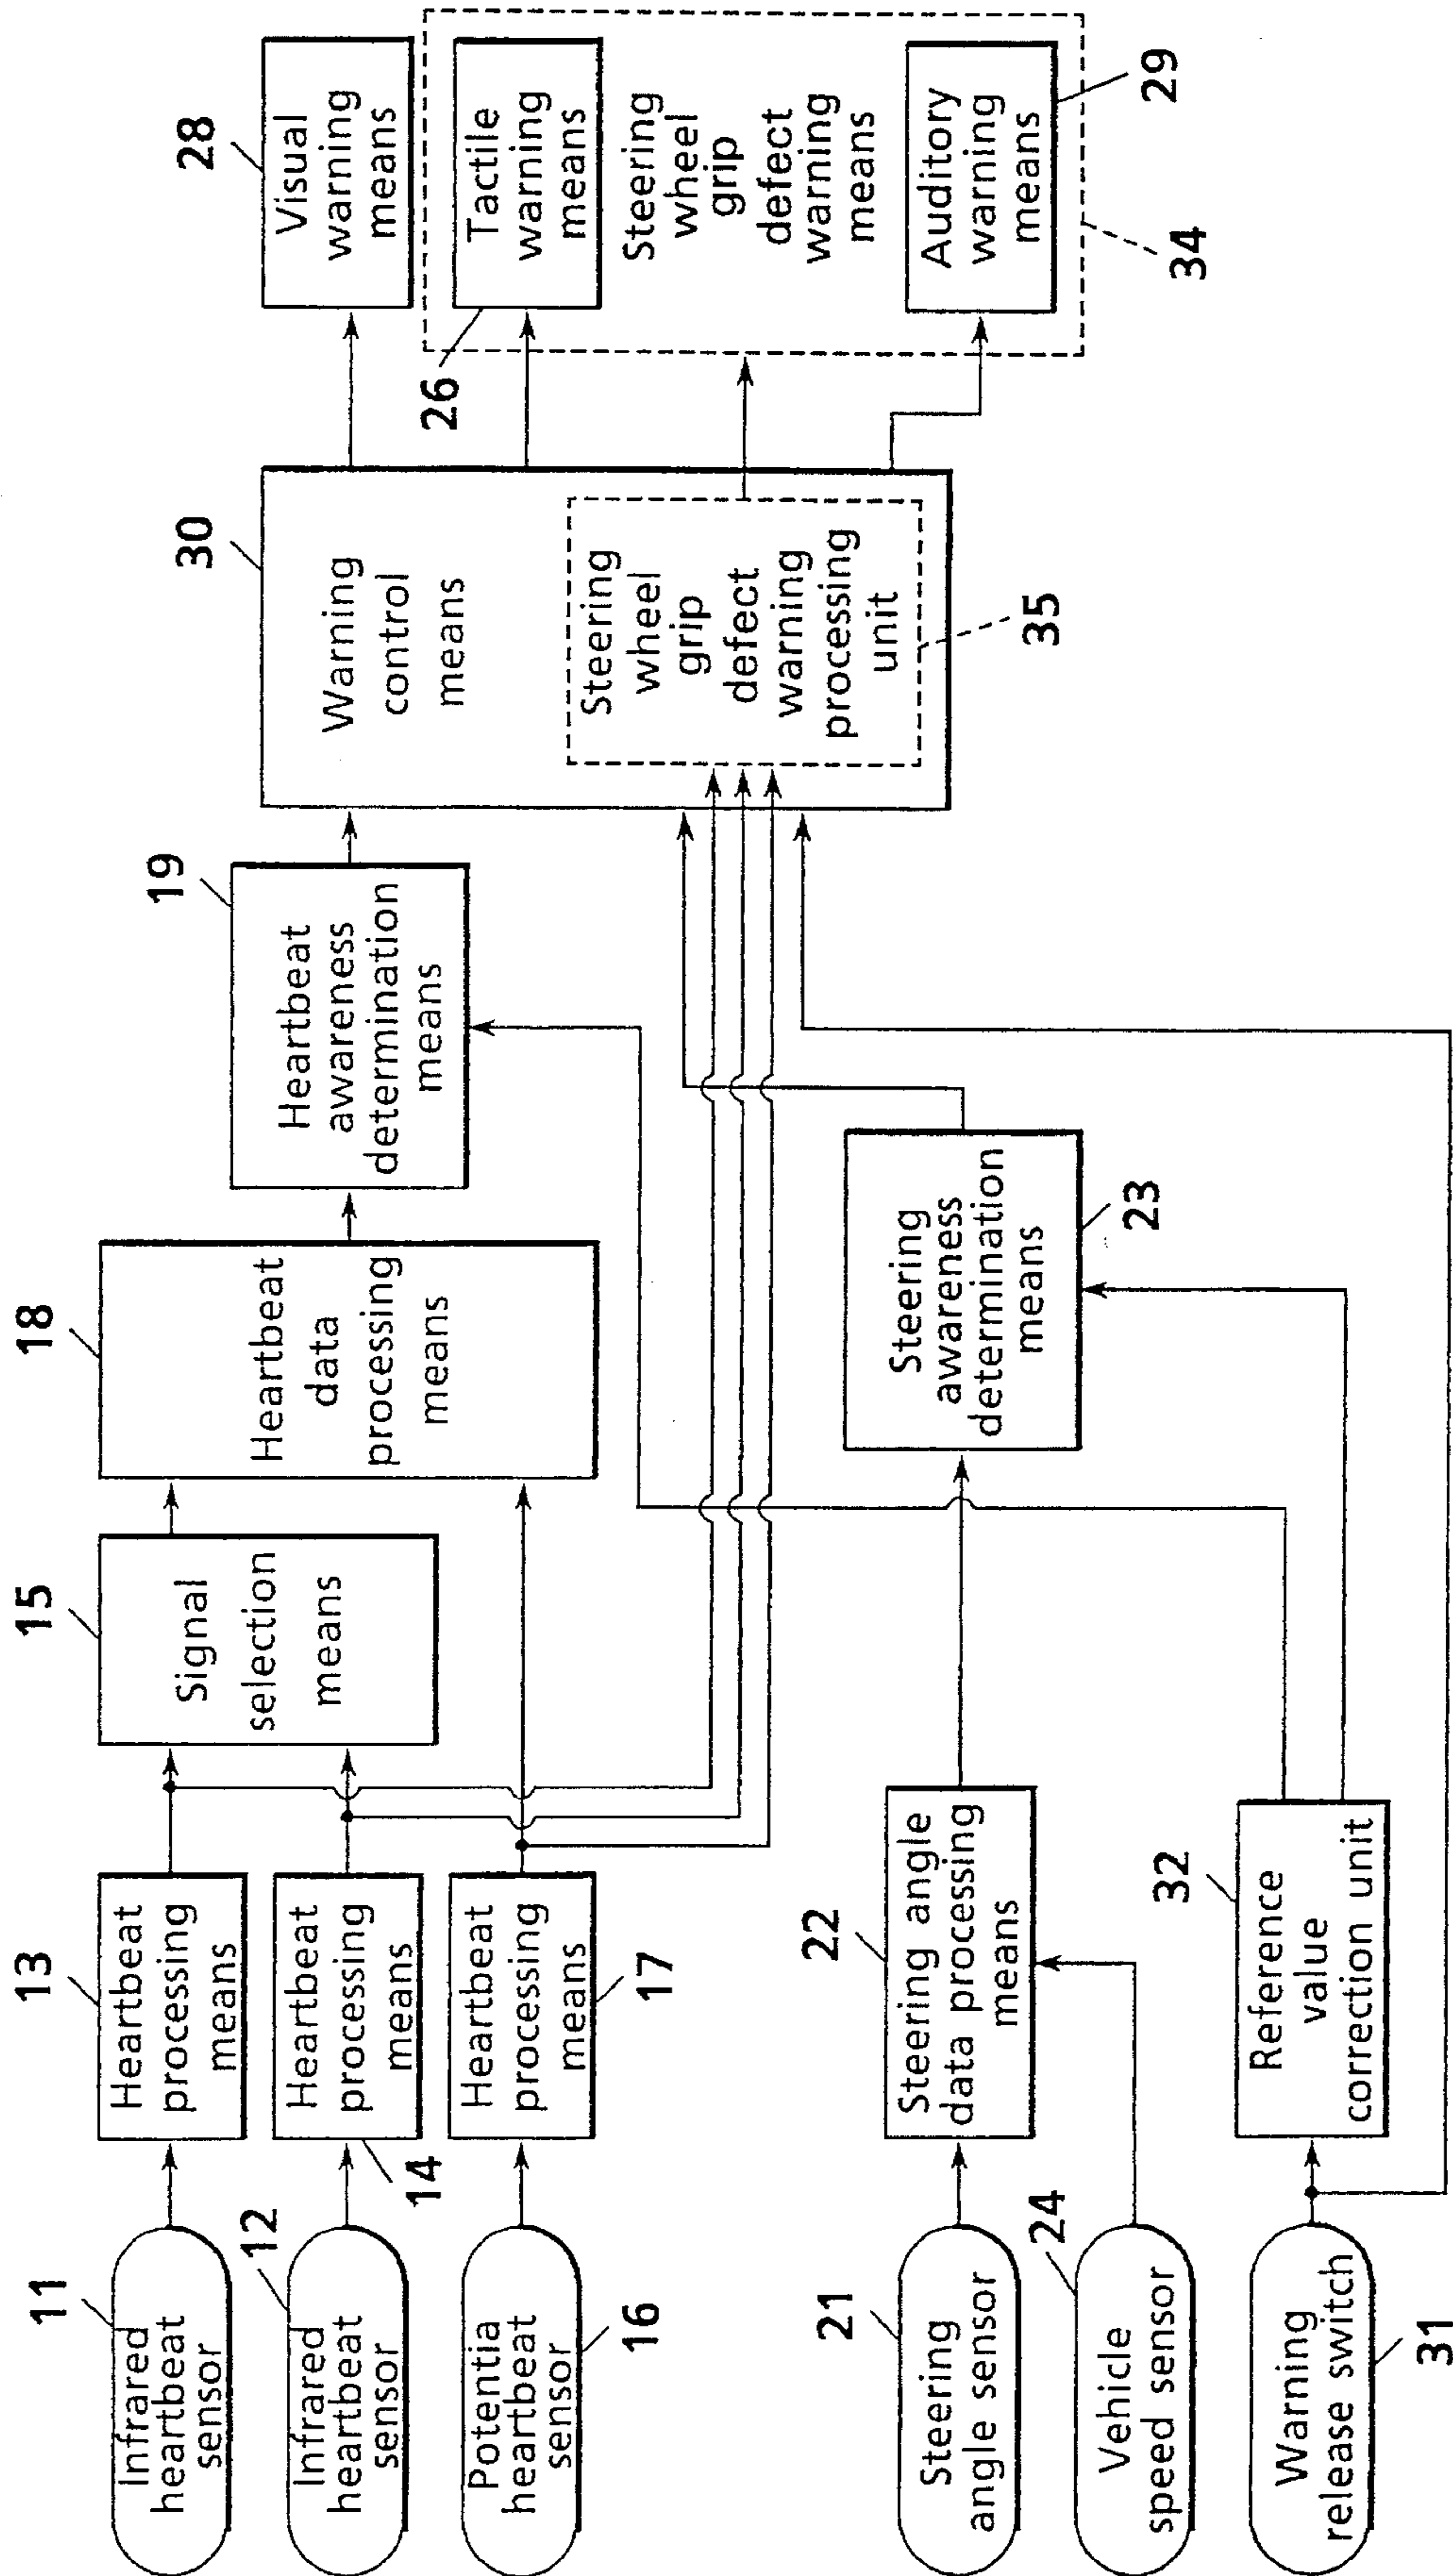 11
Infrared
heartbeat
sensor
12
Infrared
heartbeat
sensor
Potentia
heartbeat
sensor
16
21
Steering
angle sensor
24
Vehicle
speed sensor
Warning
release switch
31
13
Heartbeat
processing
means
Heartbeat
processing
means
14
Heartbeat
processing
means
17
22
Steering angle
data processing
means
32
Reference
value
correction unit
15
Signal
selection
means
18
Heartbeat
data
processing
means
Steering
awareness
determination
means
23
19
Heartbeat
awareness
determination
means
30
Warning
control
means
Steering
wheel
grip
defect
warning
processing
unit
35
28
Visual
warning
means
26
Tactile
warning
means
Steering
wheel
grip
defect
warning
means
Auditory
warning
means
29
34